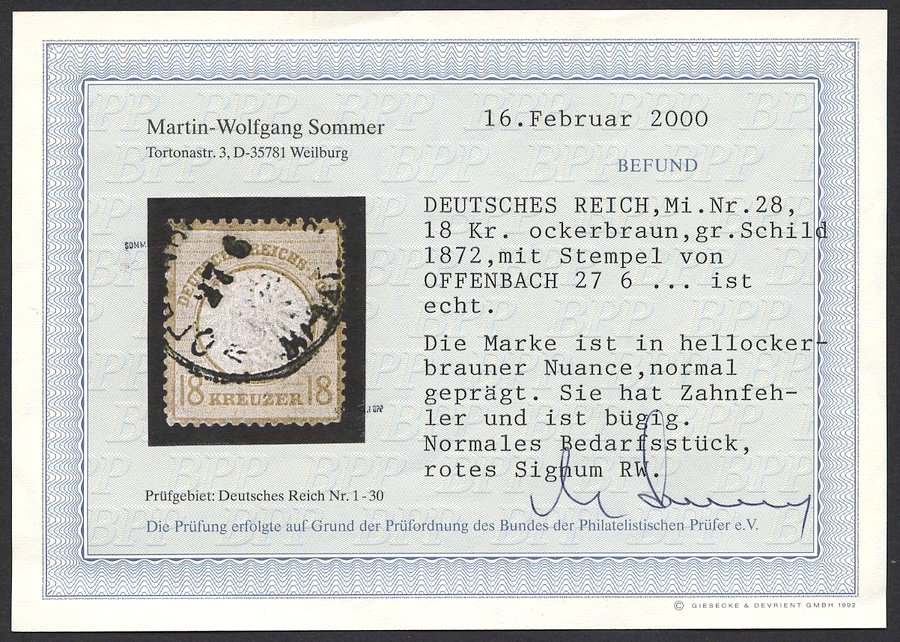 Martin-Wolfgang Sommer
Tortonastr. 3, D-35781 Weilburg
16.Februar 2000
BEFUND
DEUTSCHES REICH,Mi.Nr.28,
18 Kr. ockerbraun,gr.Schild
1872,mit Stempel von
OFFENBACH 27 6 ... ist
echt.
Die Marke ist in hellocker-
brauner Nuance,normal
geprägt. Sie hat Zahnfeh-
ler und ist bügig.
Normales Bedarfsstück,
rotes Signum RW.
18 KREUZER 18
Prüfgebiet: Deutsches Reich Nr. 1 - 30
Die Prüfung erfolgte auf Grund der Prüfordnung des Bundes der Philatelistischen Prüfer e.V.
© GIESECKE & DEVRIENT GMBH 1992